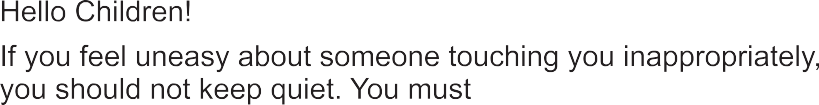 Hello Children!
If you feel uneasy about someone touching you inappropriately,
you should not keep quiet. You must